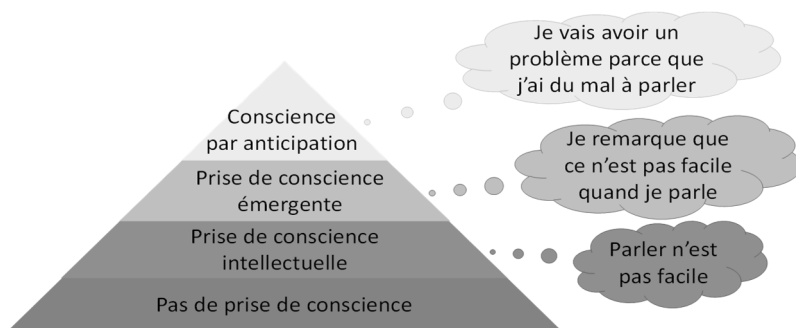 Conscience
par anticipation
Prise de conscience
émergente
Prise de conscience
intellectuelle
Pas de prise de conscience
Je vais avoir un
problème parce que
j'ai du mal à parler
Je remarque que
ce n'est pas facile
quand je parle
Parler n'est
pas facile